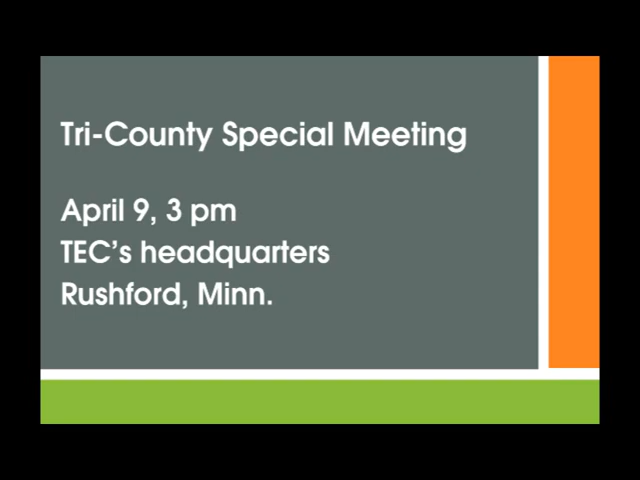 Tri-County Special Meeting
April 9, 3 pm
TEC's headquarters
Rushford, Minn.